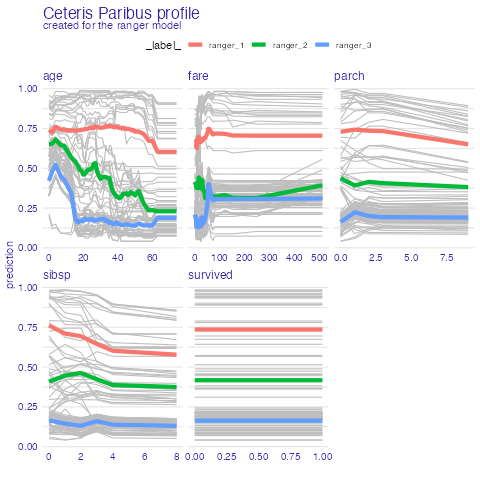 Ceteris Paribus profile
created for the ranger model
_label_ ranger_1 ranger_2 ranger_3
age fare parch
1.00
0.75
0.50
0.25
0.00
0 20 40 60 0 100 200 300 400 500 0.0 2.5 5.0 7.5
prediction
sibsp survived
1.00
0.75
0.50
0.25
0.00
0 2 4 6 8 0.00 0.25 0.50 0.75 1.00